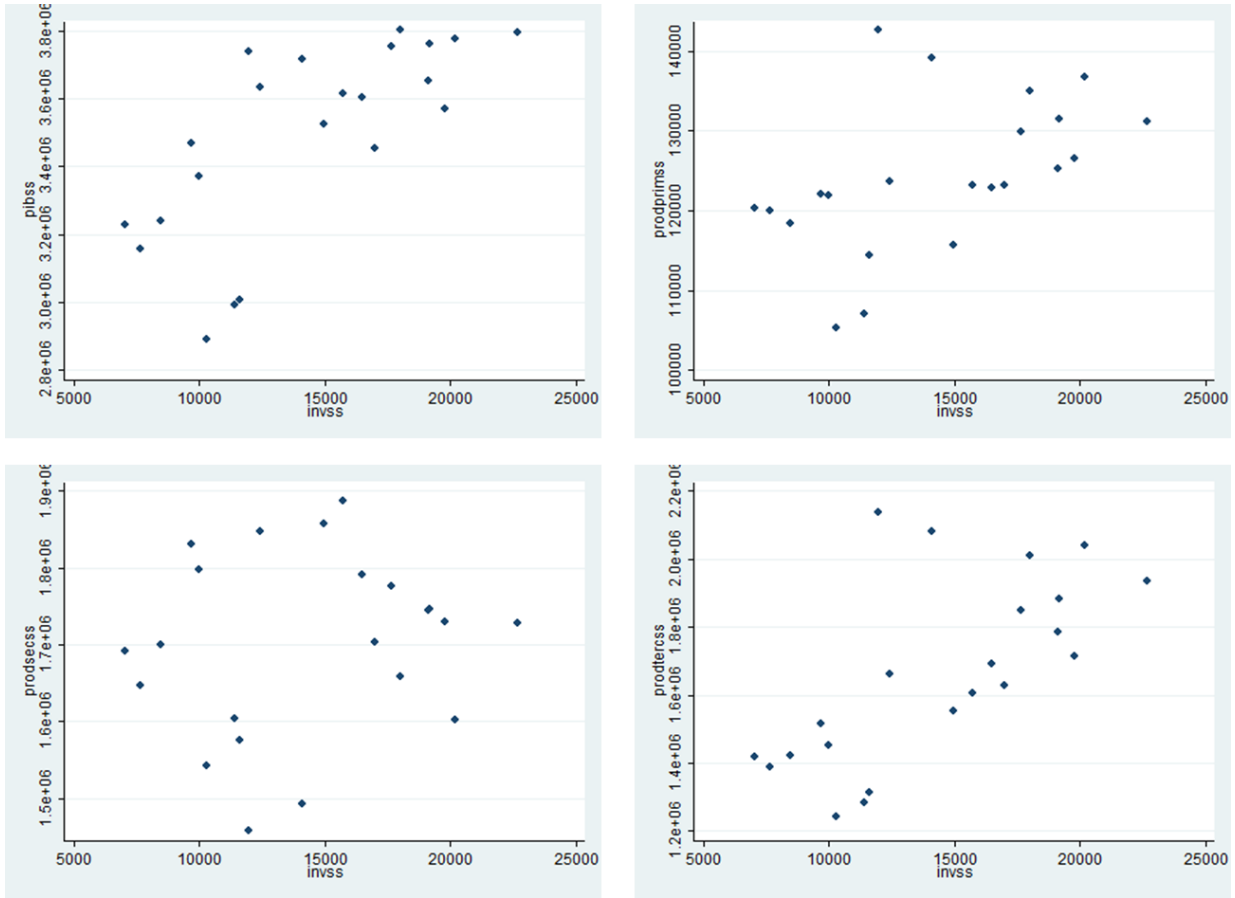 pibss
3.8e+06
3.6e+06
3.4e+06
3.2e+06
3.0e+06
2.8e+06
5000 10000 15000 20000 25000
invss
prodprimss
140000
130000
120000
110000
100000
5000 10000 15000 20000 25000
invss
prodsecss
1.9e+06
1.8e+06
1.7e+06
1.6e+06
1.5e+06
5000 10000 15000 20000 25000
invss
prodtercss
2.2e+06
2.0e+06
1.8e+06
1.6e+06
1.4e+06
1.2e+06
5000 10000 15000 20000 25000
invss